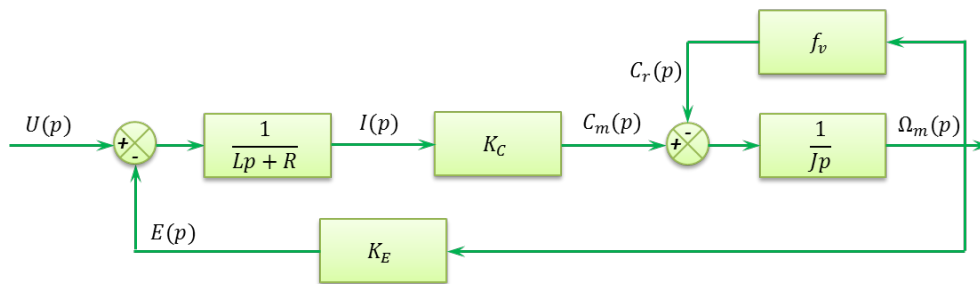 f_v
C_r(p)
U(p)
+
-
1
Lp + R
I(p)
K_C
C_m(p)
-
+
1
Jp
Ω_m(p)
E(p)
K_E